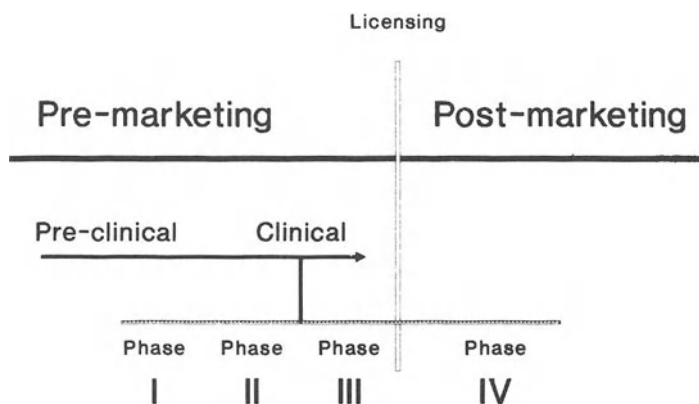 Licensing
Pre-marketing Post-marketing
Pre-clinical Clinical
Phase Phase Phase Phase
I II III IV